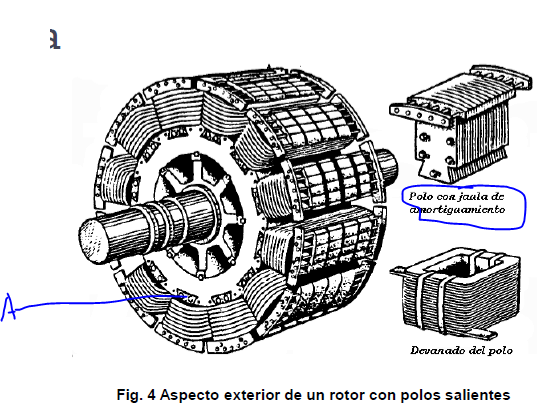 a
Polo con jaula de
amortiguamiento
A
Devanado del polo
Fig. 4 Aspecto exterior de un rotor con polos salientes